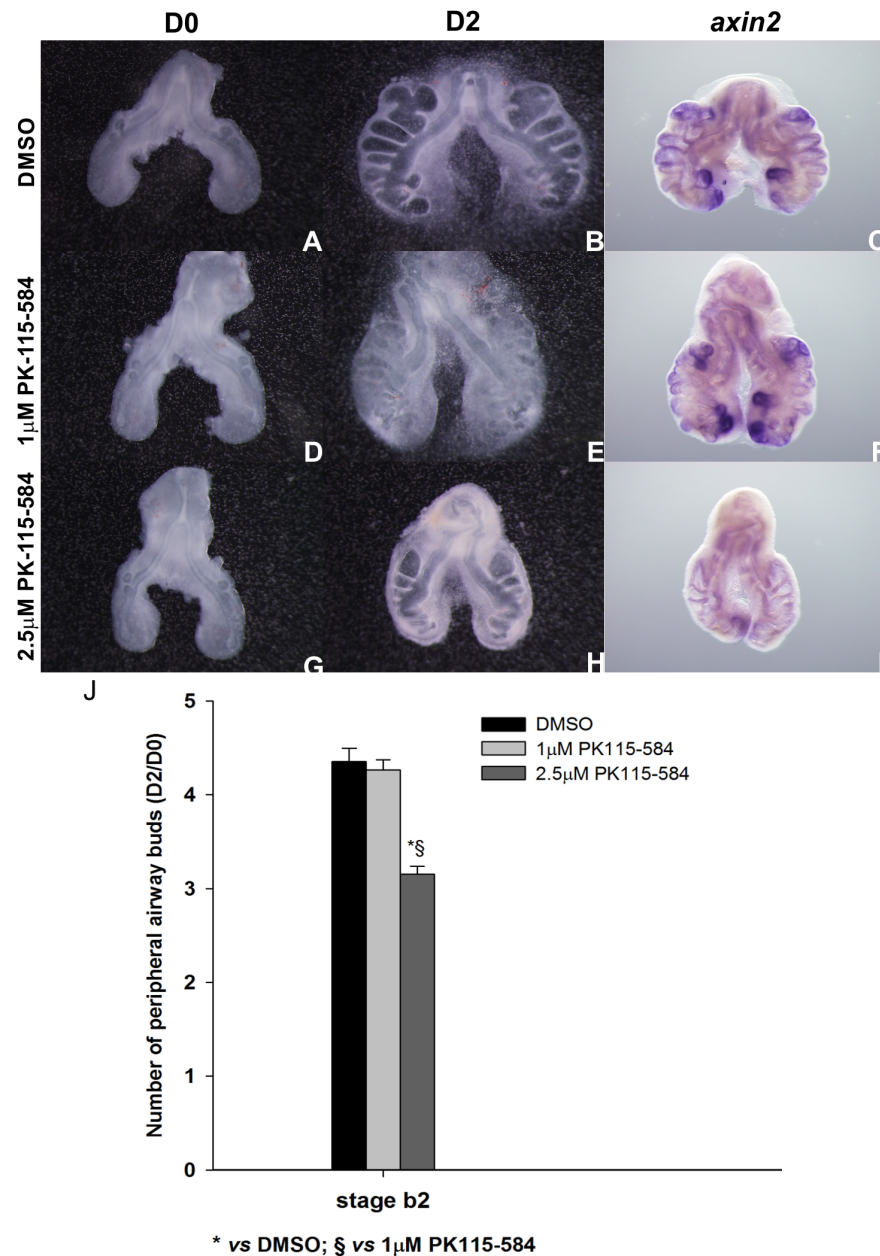 D0 D2 axin2
DMSO
A B C
1μM PK-115-584
D E F
2.5μM PK-115-584
G H I
J
5
4
3
2
1
0
Number of peripheral airway buds (D2/D0)
DMSO
1μM PK115-584
2.5μM PK115-584
*§
stage b2
* vs DMSO; § vs 1μM PK115-584